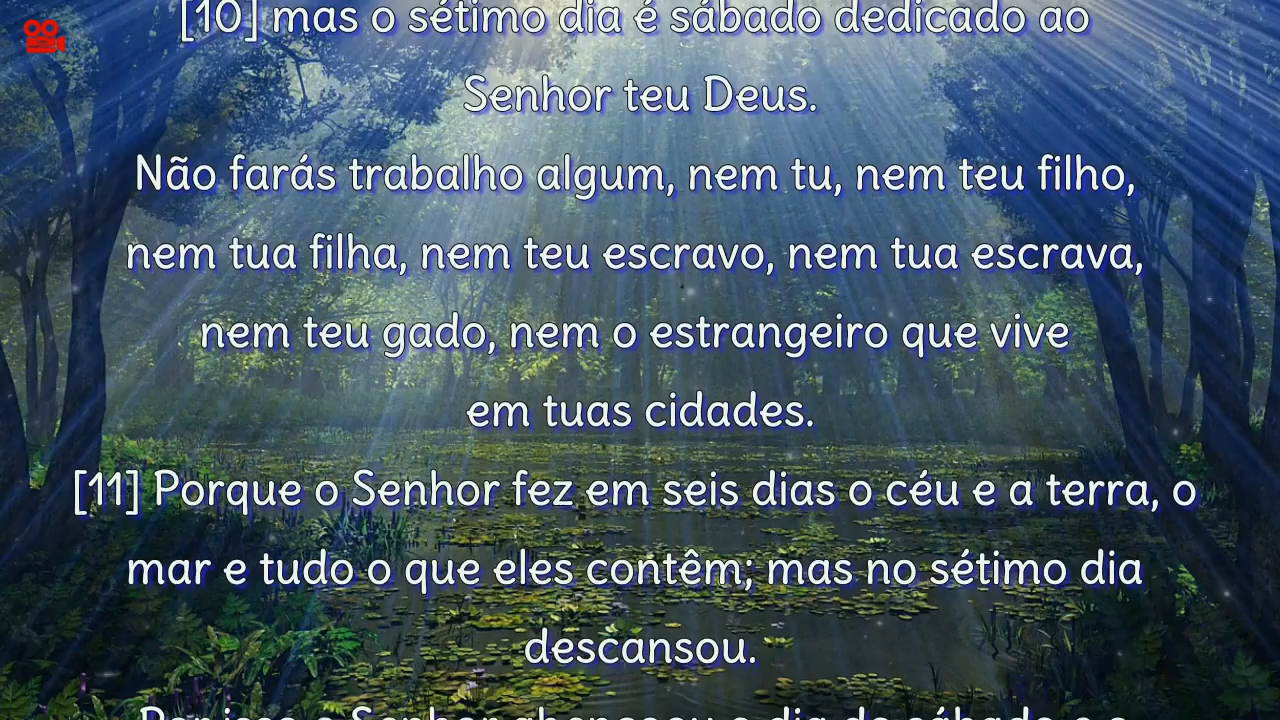 [10] mas o sétimo dia é sábado dedicado ao
Senhor teu Deus.
Não farás trabalho algum, nem tu, nem teu filho,
nem tua filha, nem teu escravo, nem tua escrava,
nem teu gado, nem o estrangeiro que vive
em tuas cidades.
[11] Porque o Senhor fez em seis dias o céu e a terra, o
mar e tudo o que eles contêm; mas no sétimo dia
descansou.
Por isso o Senhor abençoou o dia de sábado e o